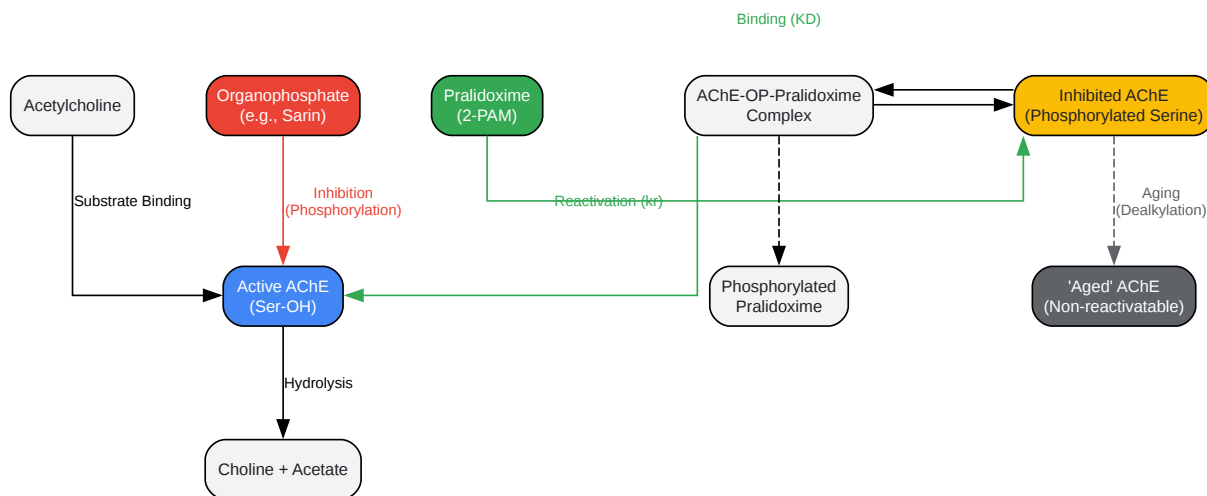 Binding (KD)
Acetylcholine
Organophosphate
(e.g., Sarin)
Pralidoxime
(2-PAM)
AChE-OP-Pralidoxime
Complex
Inhibited AChE
(Phosphorylated Serine)
Substrate Binding
Inhibition
(Phosphorylation)
Reactivation (kr)
Aging
(Dealkylation)
Active AChE
(Ser-OH)
Phosphorylated
Pralidoxime
'Aged' AChE
(Non-reactivatable)
Hydrolysis
Choline + Acetate